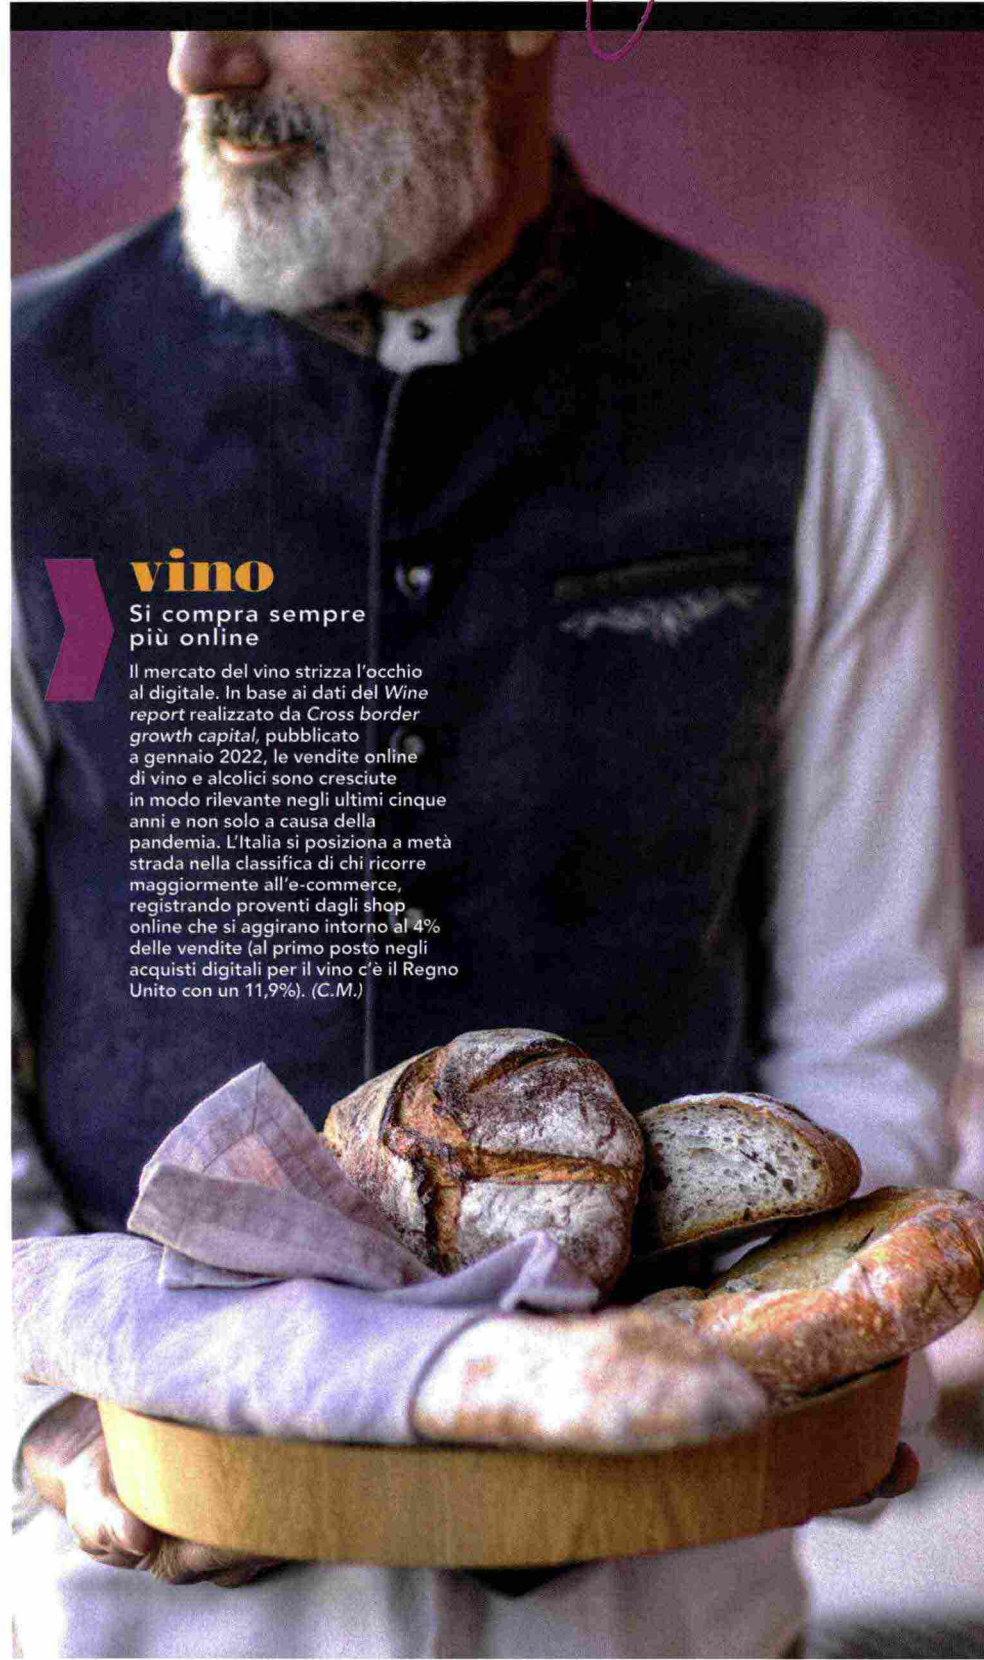 vino
Si compra sempre
più online
Il mercato del vino strizza l'occhio
al digitale. In base ai dati del Wine
report realizzato da Cross border
growth capital, pubblicato
a gennaio 2022, le vendite online
di vino e alcolici sono cresciute
in modo rilevante negli ultimi cinque
anni e non solo a causa della
pandemia. L'Italia si posiziona a metà
strada nella classifica di chi ricorre
maggiormente all'e-commerce,
registrando proventi dagli shop
online che si aggirano intorno al 4%
delle vendite (al primo posto negli
acquisti digitali per il vino c'è il Regno
Unito con un 11,9%). (C.M.)